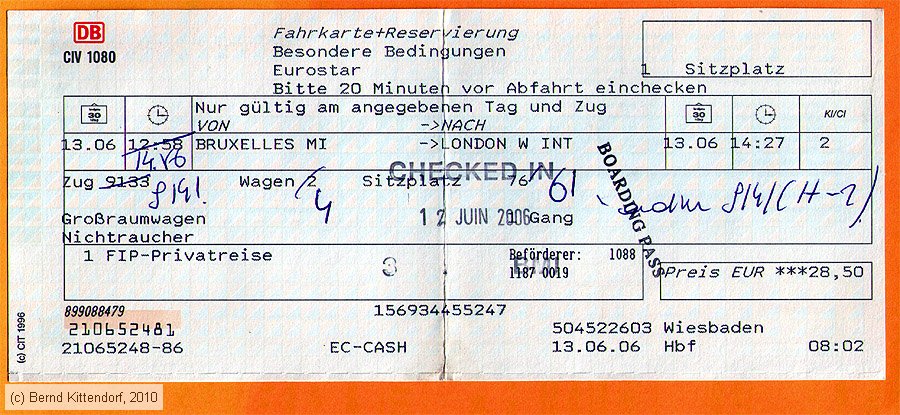 DB
Fahrkarte+Reservierung
CIV 1080
Besondere Bedingungen
Eurostar
1 Sitzplatz
Bitte 20 Minuten vor Abfahrt einchecken
30
Nur gültig am angegebenen Tag und Zug
30
KI/Cl
VON ->NACH
13.06 12:58 BRUXELLES MI ->LONDON W INT 13.06 14:27 2
CHECKED IN
BOARDING PASS
Zug 9133 Wagen 2 Sitzplatz 76 61
9141 4
12 JUIN 2006 1 Gang
Großraumwagen
Nichtraucher
1 FIP-Privatreise
Beförderer: 1088
1187 0019
3
Preis EUR ***28,50
899088479
156934455247
210652481
504522603 Wiesbaden
21065248-86 EC-CASH 13.06.06 Hbf 08:02
(c) CIT 1996
(c) Bernd Kittendorf, 2010